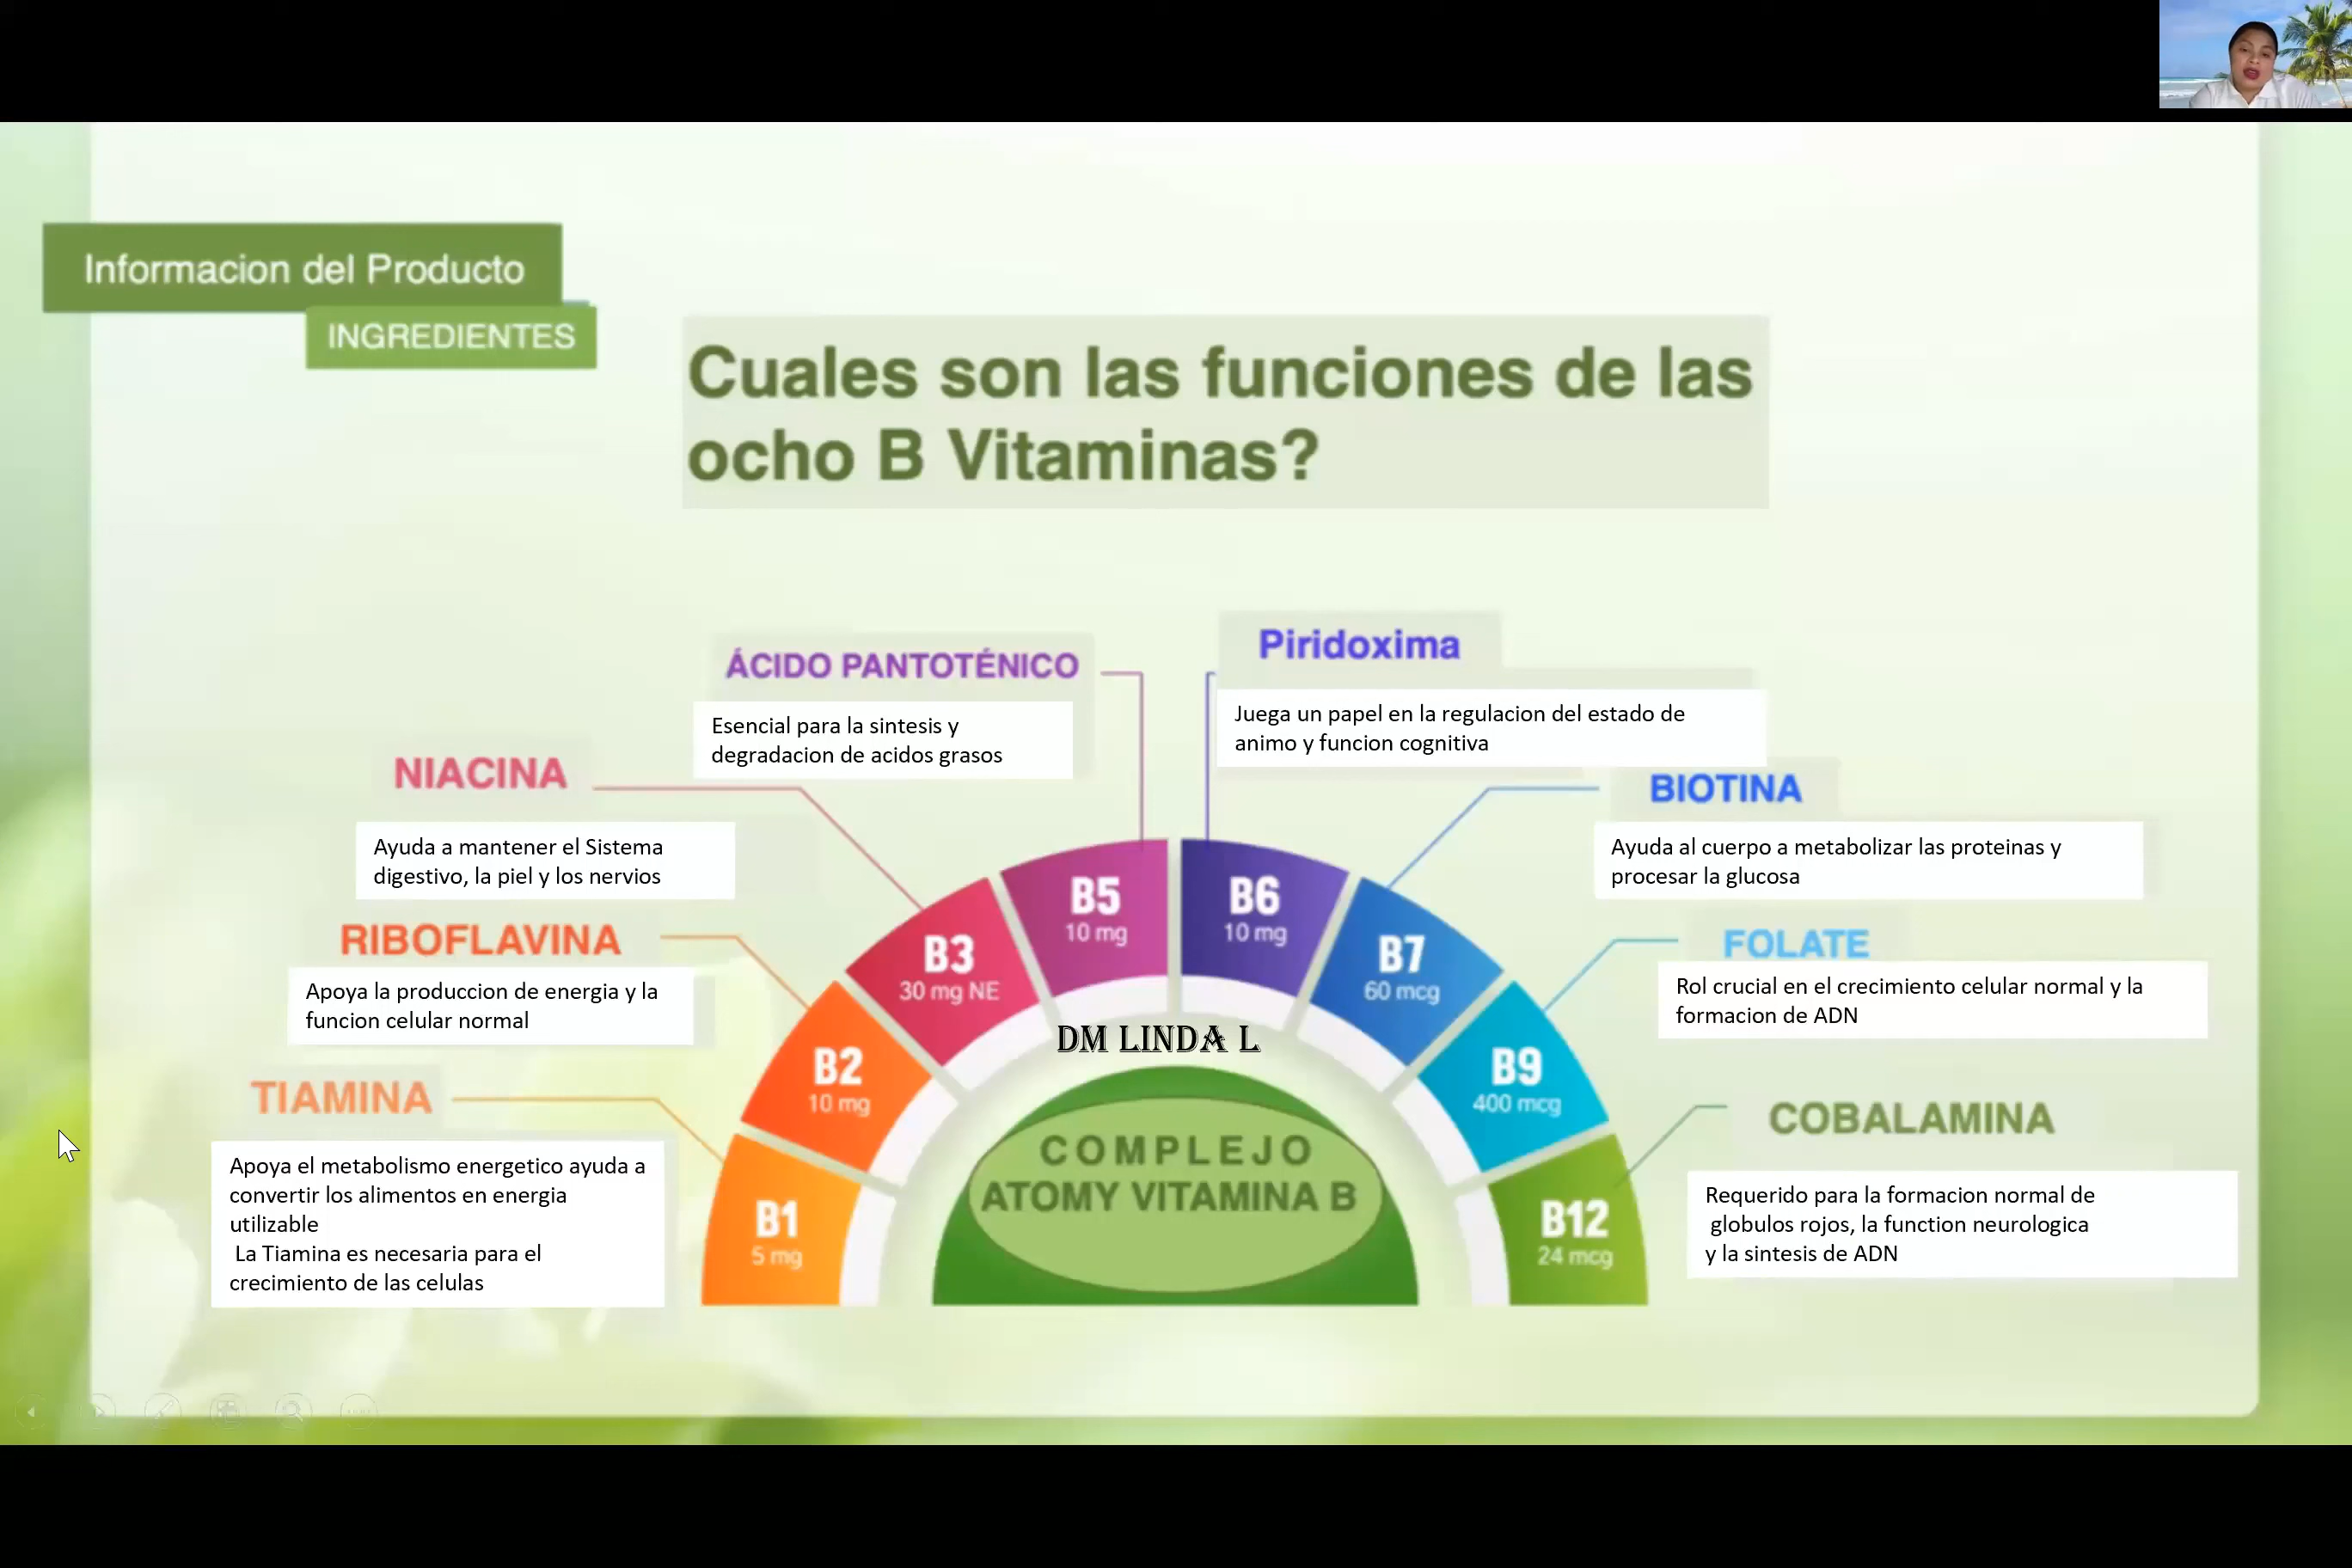 Informacion del Producto
INGREDIENTES
Cuales son las funciones de las
ocho B Vitaminas?
ÁCIDO PANTOTÉNICO
Esencial para la sintesis y
degradacion de acidos grasos
Piridoxima
Juega un papel en la regulacion del estado de
animo y funcion cognitiva
NIACINA
Ayuda a mantener el Sistema
digestivo, la piel y los nervios
BIOTINA
Ayuda al cuerpo a metabolizar las proteinas y
procesar la glucosa
RIBOFLAVINA
Apoya la produccion de energia y la
funcion celular normal
FOLATE
Rol crucial en el crecimiento celular normal y la
formacion de ADN
TIAMINA
Apoya el metabolismo energetico ayuda a
convertir los alimentos en energia
utilizable
La Tiamina es necesaria para el
crecimiento de las celulas
COBALAMINA
Requerido para la formacion normal de
globulos rojos, la function neurologica
y la sintesis de ADN
B1
5 mg
B2
10 mg
B3
30 mg NE
B5
10 mg
B6
10 mg
B7
60 mcg
B9
400 mcg
B12
24 mcg
DM LINDA L
COMPLEJO
ATOMY VITAMINA B